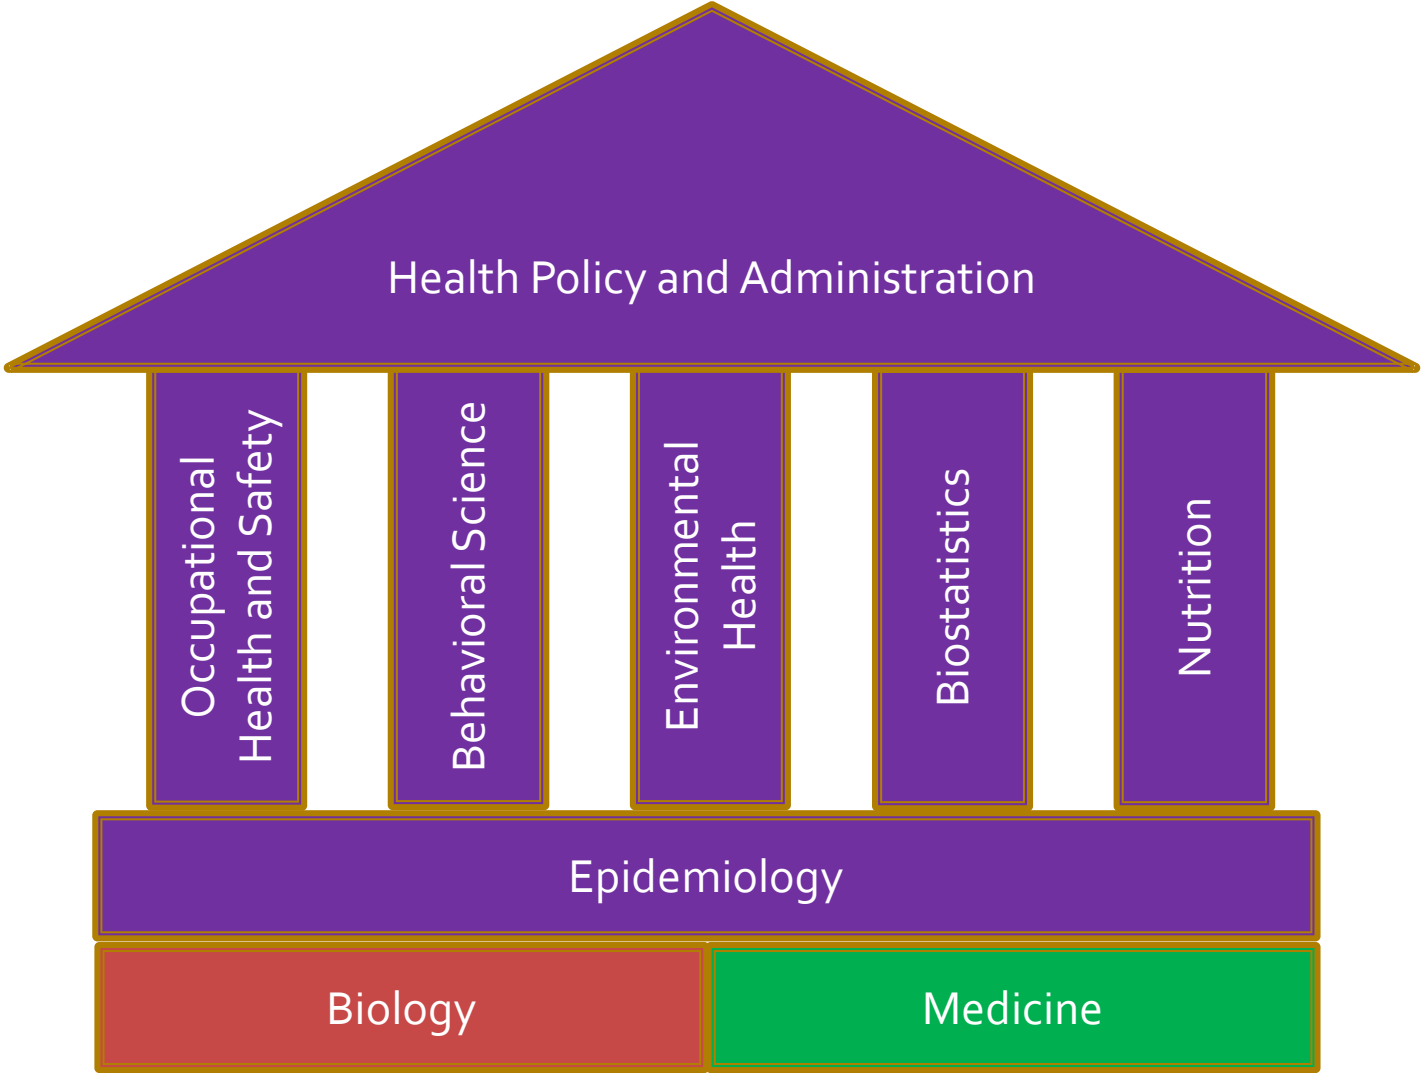 Health Policy and Administration
Occupational
Health and Safety
Behavioral Science
Environmental
Health
Biostatistics
Nutrition
Epidemiology
Biology
Medicine